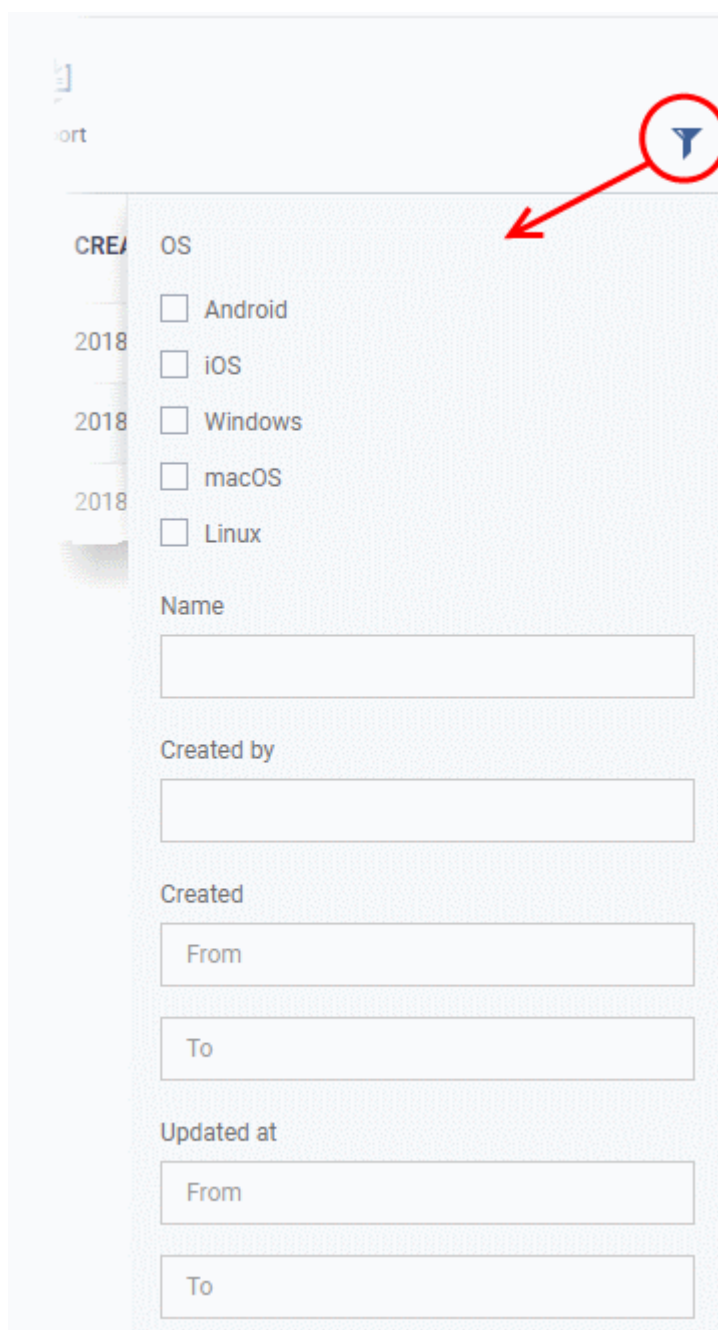 ort
CREA
OS
Android
2018
iOS
2018
Windows
macOS
2018
Linux
Name
Created by
Created
From
To
Updated at
From
To